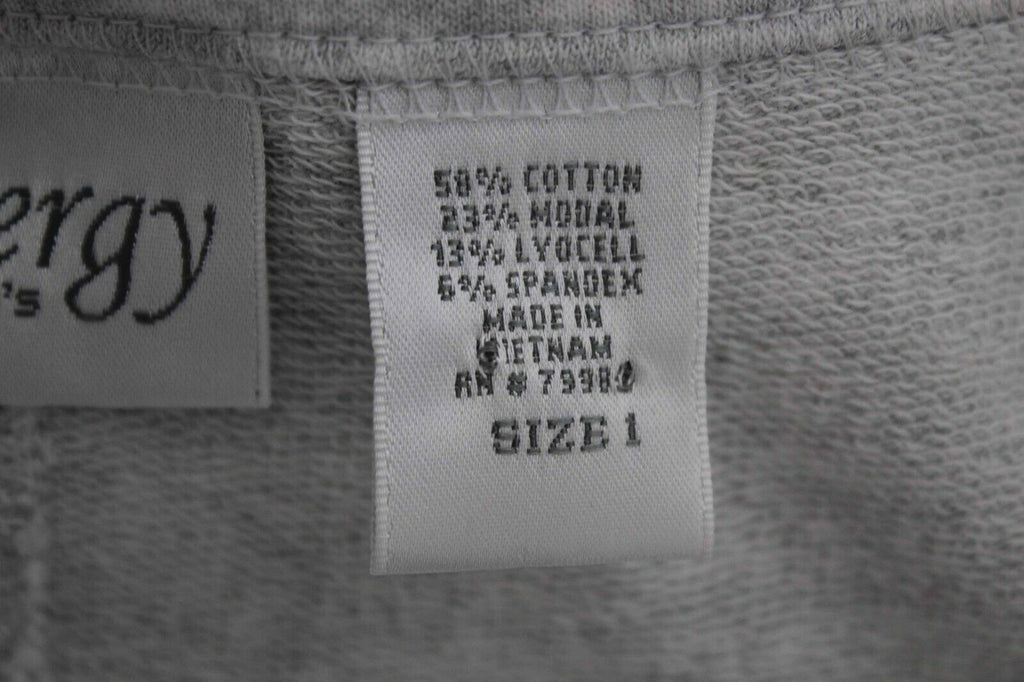 ergy
's
58% COTTON
23% MODAL
13% LYOCELL
6% SPANDEX
MADE IN
VIETNAM
RN #
SIZE 1